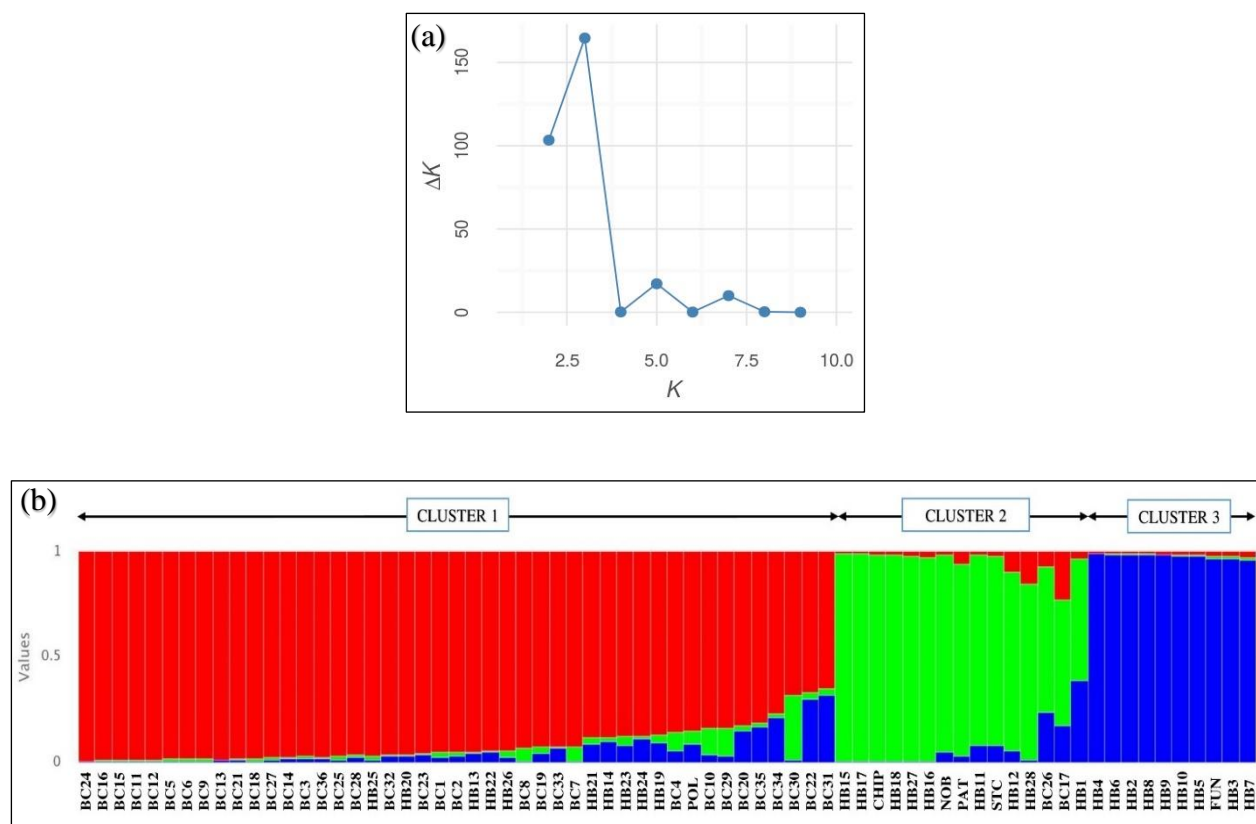 (a)
150
100
50
0
ΔK
2.5 5.0 7.5 10.0
K
(b)
CLUSTER 1 CLUSTER 2 CLUSTER 3
1
0.5
0
Values
BC24
BC16
BC15
BC11
BC12
BC5
BC6
BC9
BC13
BC21
BC18
BC27
BC14
BC3
BC36
BC25
BC28
HB25
BC32
HB20
BC23
BC1
BC2
HB13
HB22
HB26
BC8
BC19
BC33
BC7
HB21
HB14
HB23
HB24
HB19
BC4
POL
BC10
BC29
BC20
BC35
BC34
BC30
BC22
BC31
HB15
HB17
CHIP
HB18
HB27
HB16
NOB
PAT
HB11
STC
HB12
HB28
BC26
BC17
HB1
HB4
HB6
HB2
HB8
HB9
HB10
HB5
FUN
HB3
HB7